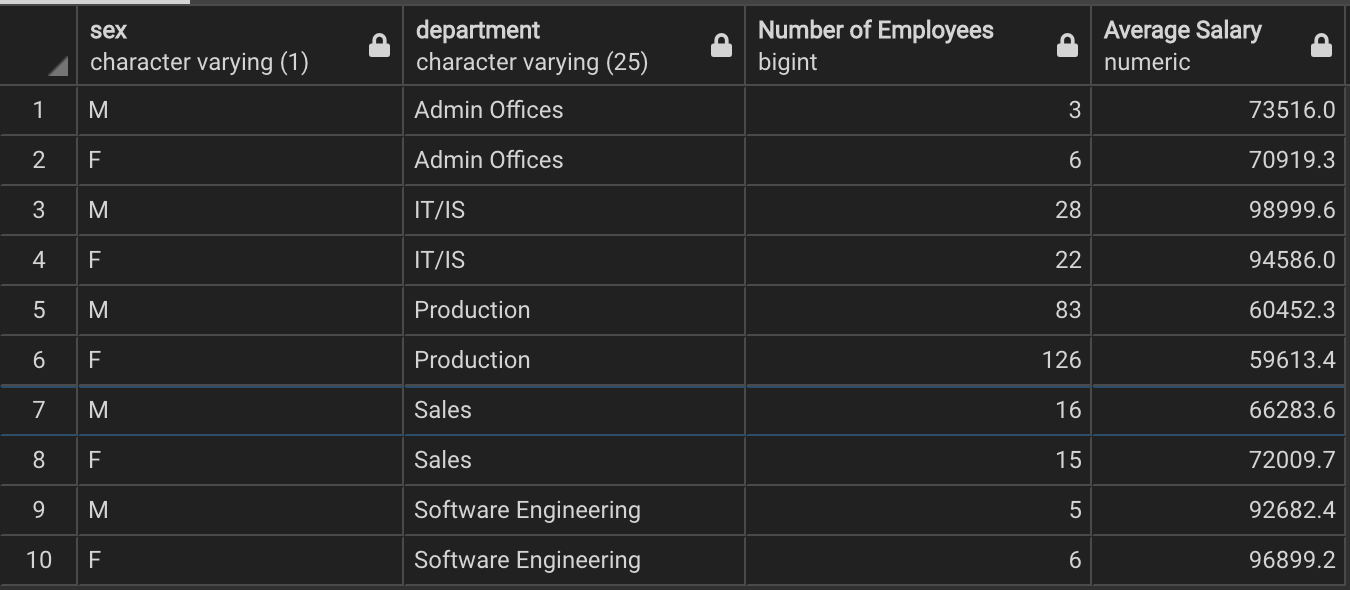 sex department Number of Employees Average Salary
character varying (1) character varying (25) bigint numeric
1 M Admin Offices 3 73516.0
2 F Admin Offices 6 70919.3
3 M IT/IS 28 98999.6
4 F IT/IS 22 94586.0
5 M Production 83 60452.3
6 F Production 126 59613.4
7 M Sales 16 66283.6
8 F Sales 15 72009.7
9 M Software Engineering 5 92682.4
10 F Software Engineering 6 96899.2